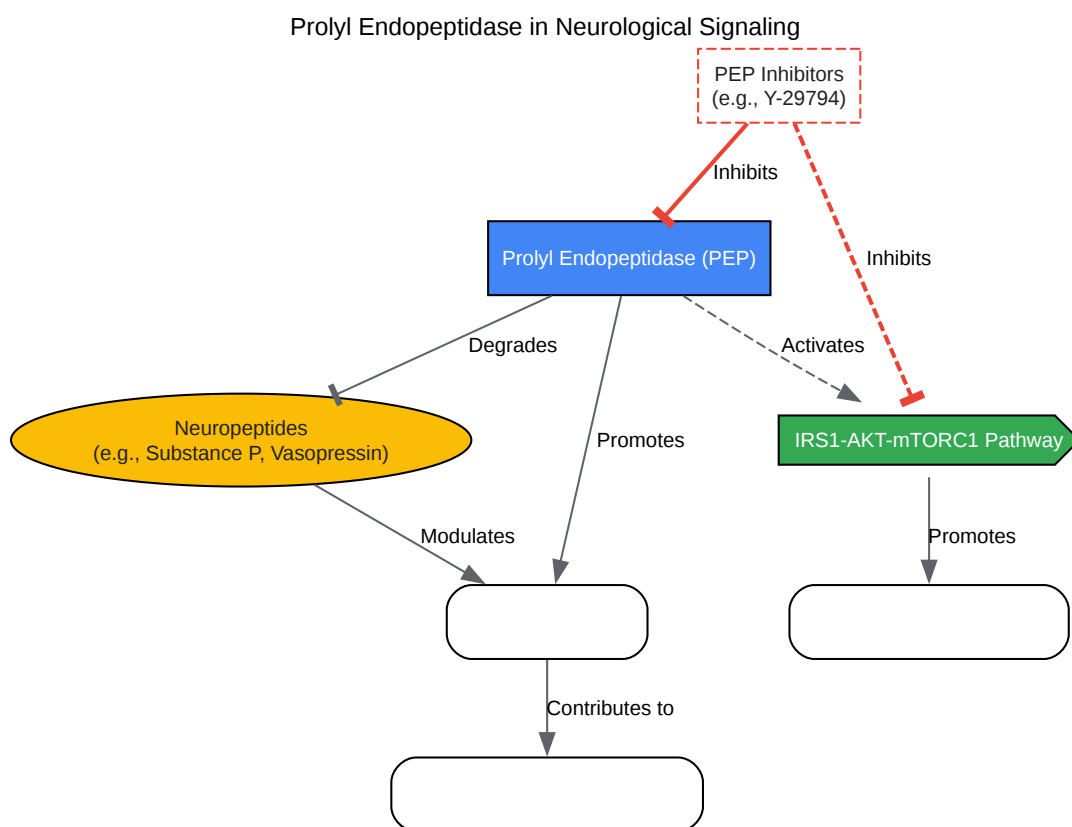 Prolyl Endopeptidase in Neurological Signaling
PEP Inhibitors
(e.g., Y-29794)
Inhibits
Prolyl Endopeptidase (PEP)
Inhibits
Degrades
Activates
Neuropeptides
(e.g., Substance P, Vasopressin)
Promotes
IRS1-AKT-mTORC1 Pathway
Modulates
Promotes
Contributes to